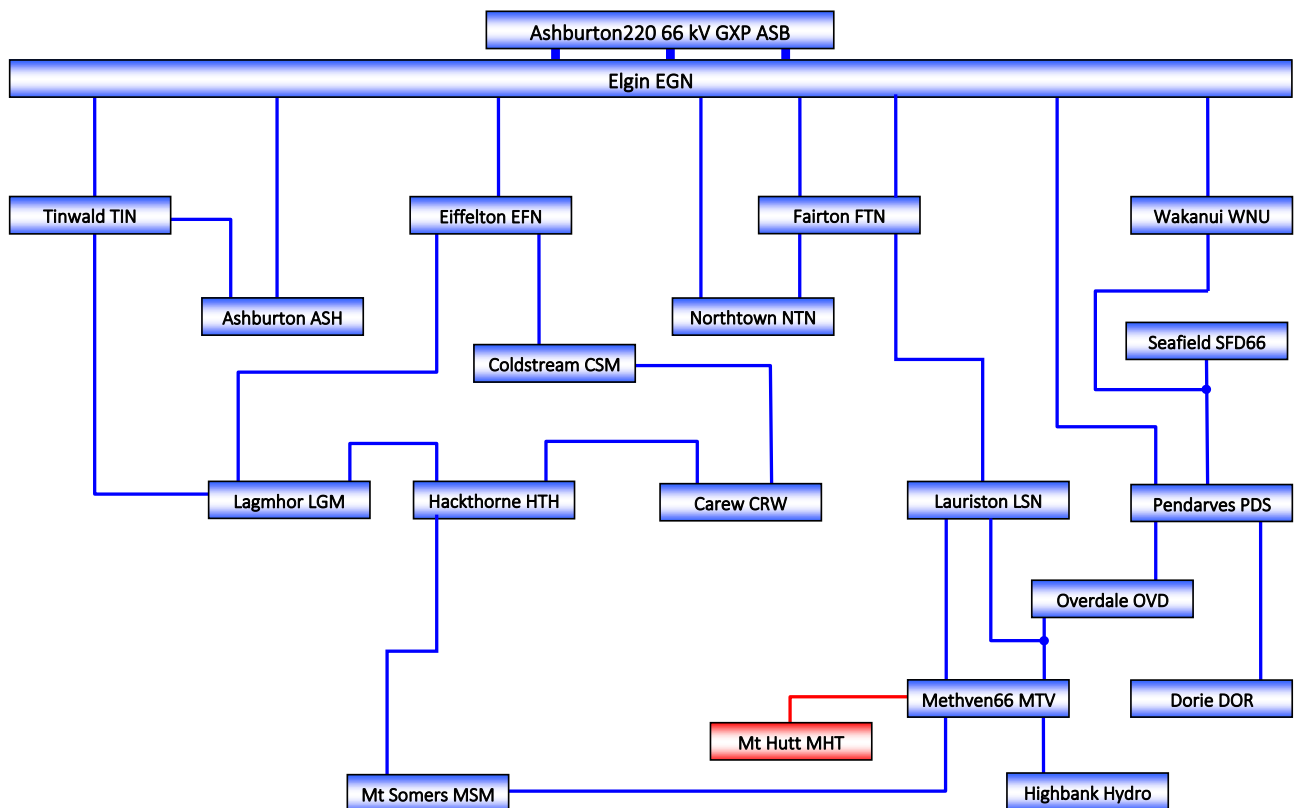 Ashburton220 66 kV GXP ASB
Elgin EGN
Tinwald TIN
Eiffelton EFN
Fairton FTN
Wakanui WNU
Ashburton ASH
Northtown NTN
Seafield SFD66
Coldstream CSM
Lagmhor LGM
Hackthorne HTH
Carew CRW
Lauriston LSN
Pendarves PDS
Overdale OVD
Methven66 MTV
Dorie DOR
Mt Hutt MHT
Mt Somers MSM
Highbank Hydro